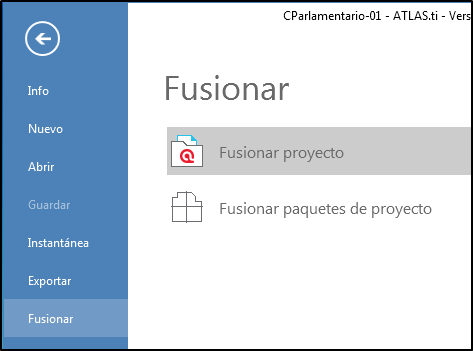 CParlamentario-01 - ATLAS.ti - Vers
Fusionar
Info
Nuevo
Abrir
Guardar
Instantánea
Exportar
Fusionar
Fusionar proyecto
Fusionar paquetes de proyecto